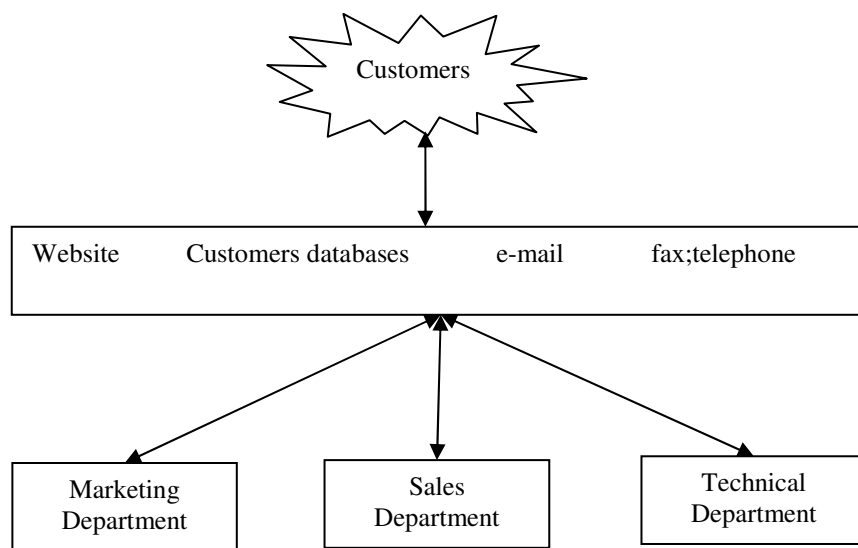 Customers
Website Customers databases e-mail fax;telephone
Marketing
Department
Sales
Department
Technical
Department